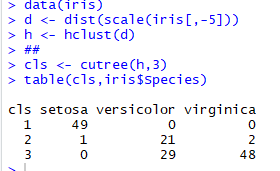 > data(iris)
> d <- dist(scale(iris[,-5]))
> h <- hclust(d)
> ##
> cls <- cutree(h,3)
> table(cls,iris$Species)
cls setosa versicolor virginica
1 49 0 0
2 1 21 2
3 0 29 48
>